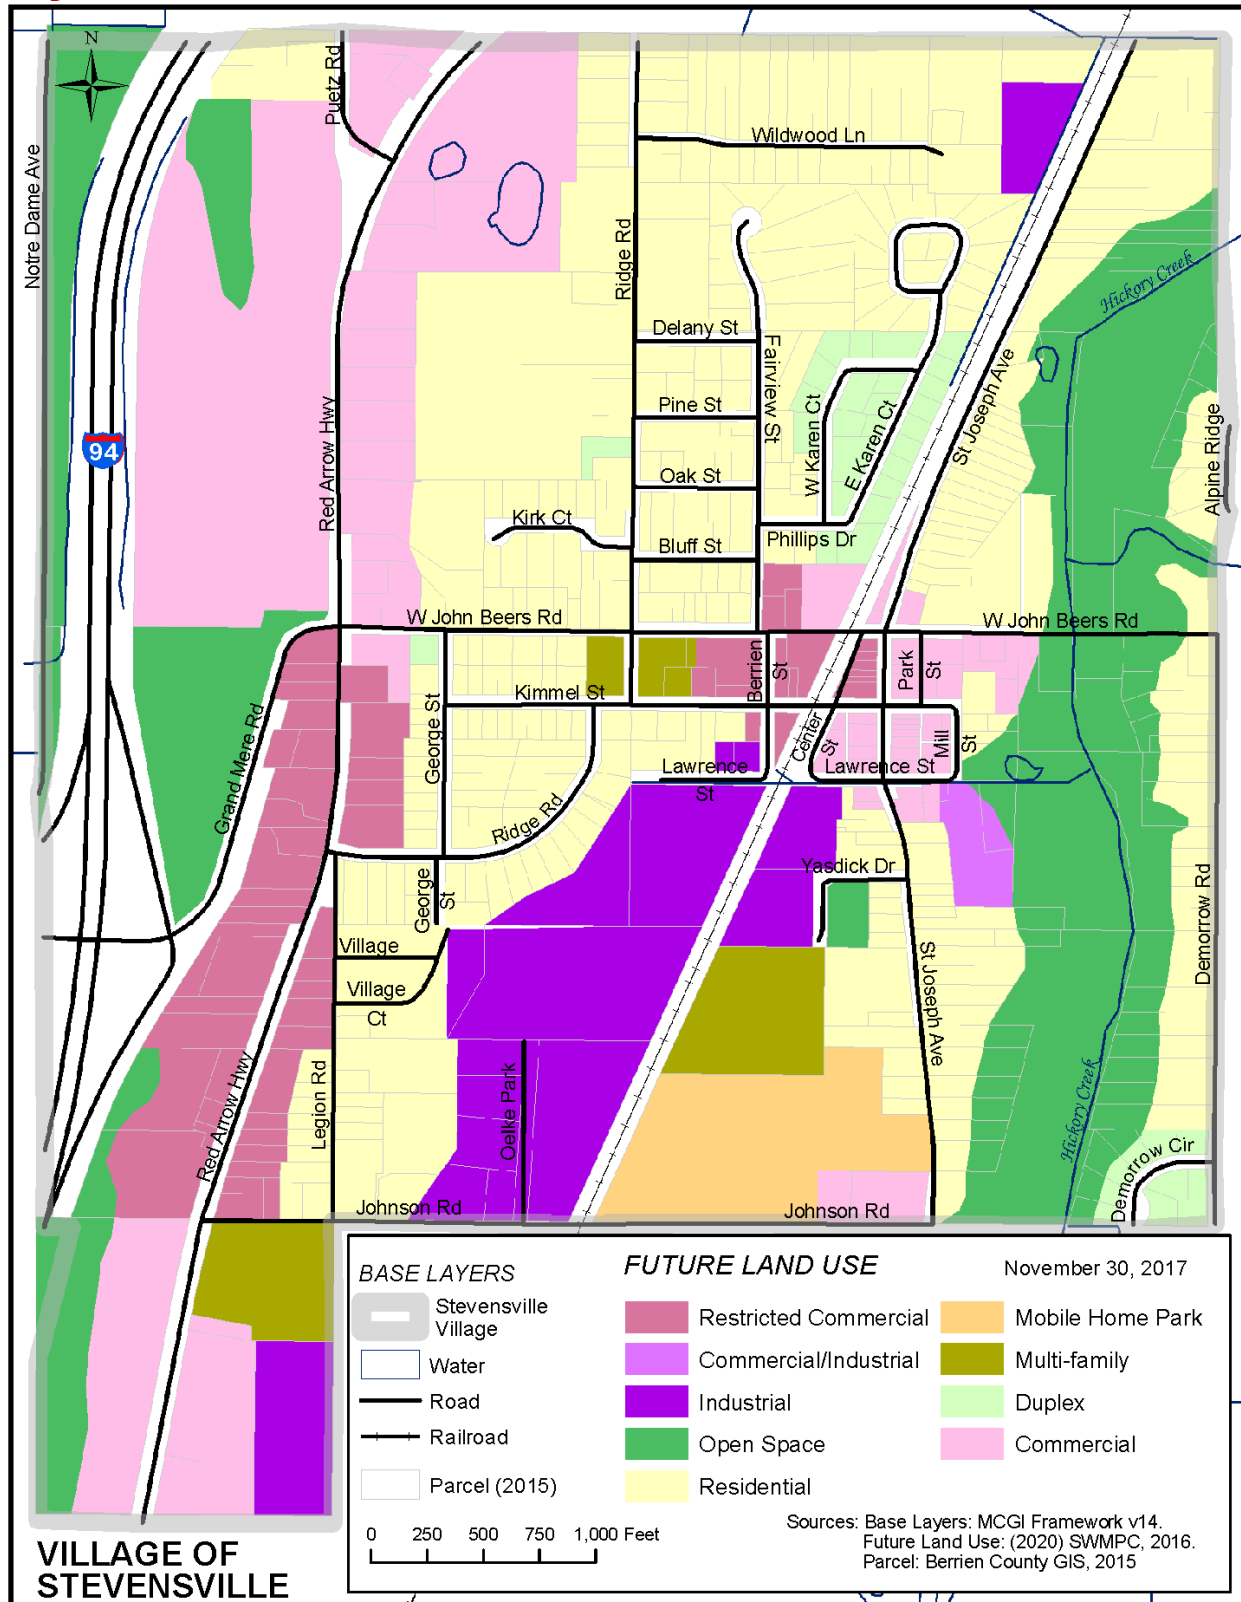 N
Puetz Rd
Notre Dame Ave
Wildwood Ln
Ridge Rd
Hickory Creek
Delany St
Fairview St
St Joseph Ave
Pine St
W Karen Ct
E Karen Ct
Alpine Ridge
94
Red Arrow Hwy
Oak St
Kirk Ct
Phillips Dr
Bluff St
W John Beers Rd
W John Beers Rd
Berrien
St
Park
St
Kimmel St
George St
Grand Mere Rd
Center
St
Mill
St
Lawrence
St
Lawrence St
Ridge Rd
Yasdick Dr
George
St
Demorrow Rd
Village
Village
Ct
St Joseph Ave
Red Arrow Hwy
Legion Rd
Oelke Park
Hickory Creek
Demorrow Cir
Johnson Rd
Johnson Rd
BASE LAYERS
Stevensville
Village
Water
Road
Railroad
Parcel (2015)
0 250 500 750 1,000 Feet
FUTURE LAND USE
November 30, 2017
Restricted Commercial
Commercial/Industrial
Industrial
Open Space
Residential
Mobile Home Park
Multi-family
Duplex
Commercial
Sources: Base Layers: MCGI Framework v14.
Future Land Use: (2020) SWMPC, 2016.
Parcel: Berrien County GIS, 2015
VILLAGE OF
STEVENSVILLE